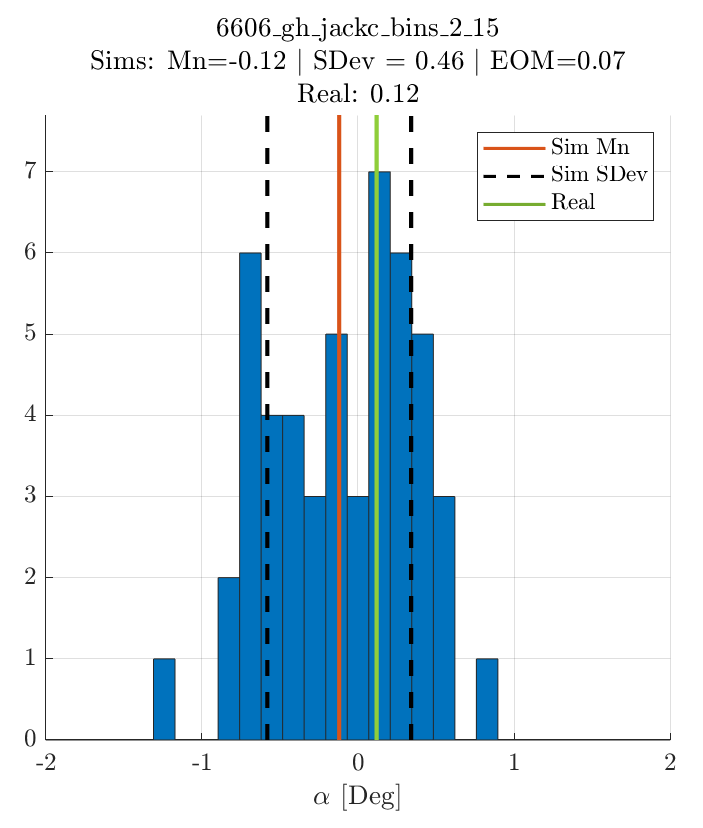 6606_gh_jackc_bins_2_15
Sims: Mn=-0.12 | SDev = 0.46 | EOM=0.07
Real: 0.12
Sim Mn
Sim SDev
Real
7
6
5
4
3
2
1
0
-2 -1 0 1 2
α [Deg]